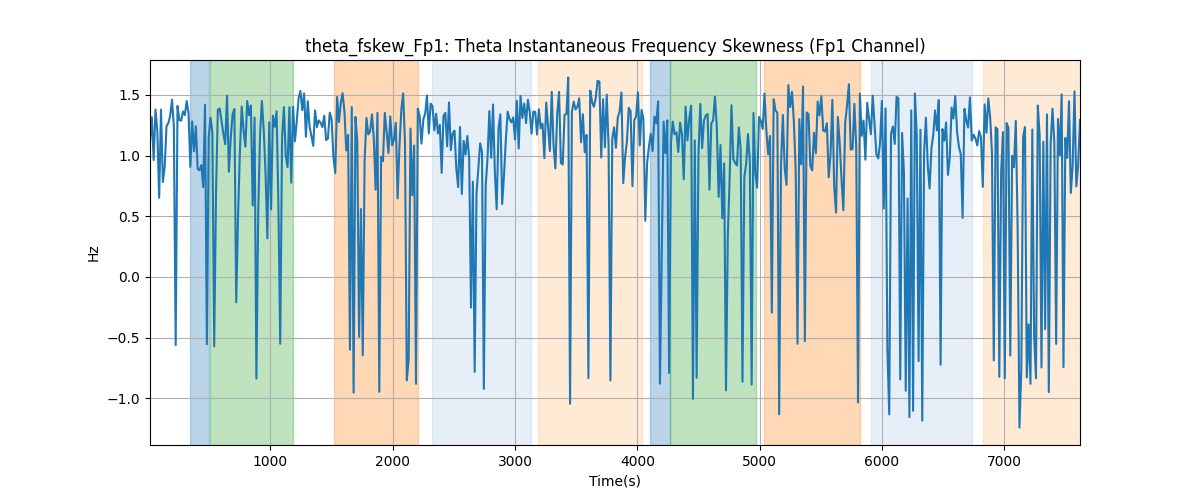 theta_fskew_Fp1: Theta Instantaneous Frequency Skewness (Fp1 Channel)
1.5
1.0
0.5
0.0
−0.5
−1.0
Hz
1000 2000 3000 4000 5000 6000 7000
Time(s)